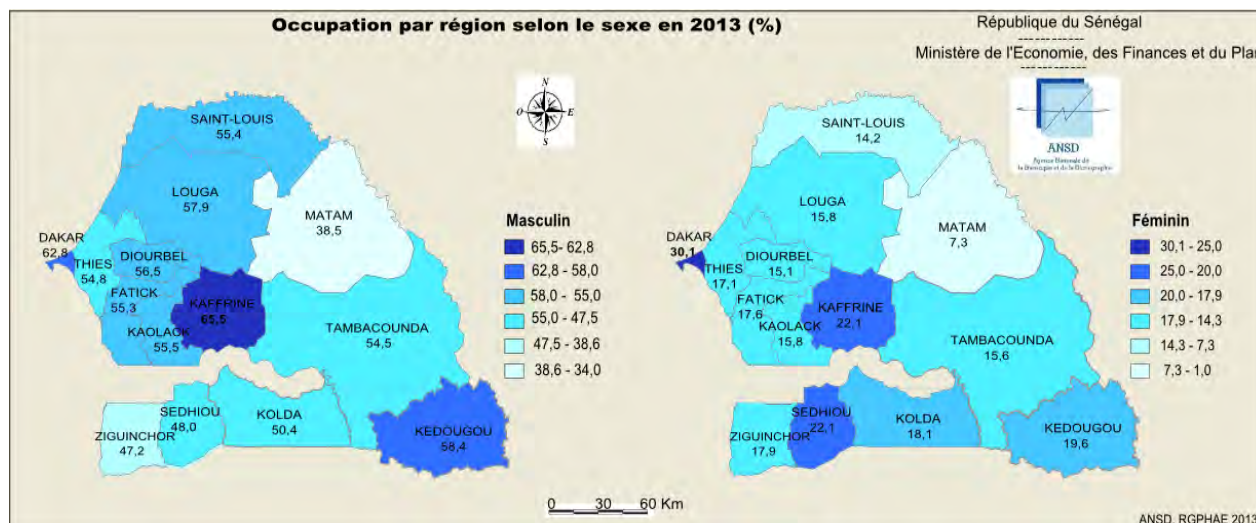 Occupation par région selon le sexe en 2013 (%)
République du Sénégal
------------
Ministère de l'Economie, des Finances et du Plan
------------
N
O
E
S
ANSD
SAINT-LOUIS
55,4
LOUGA
57,9
MATAM
38,5
DAKAR
62,8
THIES
54,8
DIOURBEL
56,5
FATICK
55,3
KAFFRINE
65,5
KAOLACK
55,5
TAMBACOUNDA
54,5
SEDHIOU
48,0
KOLDA
50,4
ZIGUINCHOR
47,2
KEDOUGOU
58,4
Masculin
65,5- 62,8
62,8 - 58,0
58,0 - 55,0
55,0 - 47,5
47,5 - 38,6
38,6 - 34,0
SAINT-LOUIS
14,2
LOUGA
15,8
MATAM
7,3
DAKAR
30,1
THIES
17,1
DIOURBEL
15,1
FATICK
17,6
KAFFRINE
22,1
KAOLACK
15,8
TAMBACOUNDA
15,6
SEDHIOU
22,1
KOLDA
18,1
ZIGUINCHOR
17,9
KEDOUGOU
19,6
Féminin
30,1 - 25,0
25,0 - 20,0
20,0 - 17,9
17,9 - 14,3
14,3 - 7,3
7,3 - 1,0
0 30 60 Km
ANSD_RGPHAE 2013